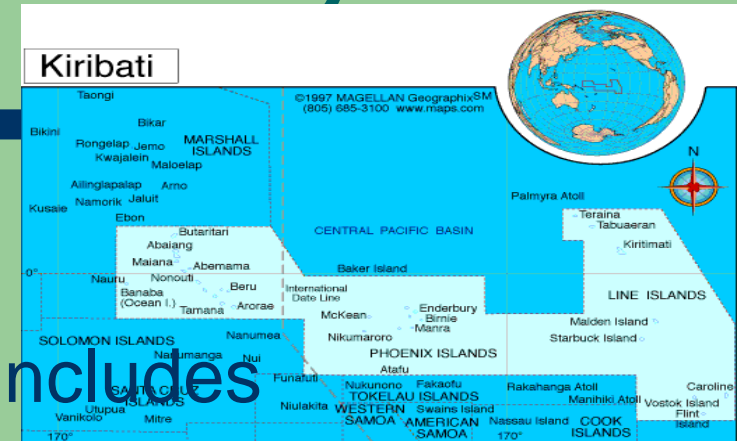 Kiribati
©1997 MAGELLAN GeographixSM
(805) 685-3100 www.maps.com
Taongi
Bikini
Bikar
Rongelap Jemo
MARSHALL
ISLANDS
Kwajalein
Maloelap
Ailinglapalap Arno
Kusaie Namorik Jaluit
Ebon
N
Palmyra Atoll
Teraina
Tabuaeran
Kiritimati
Butaritari
CENTRAL PACIFIC BASIN
Abaiang
Maiana Abemama
0°
Baker Island
Nauru Nonouti
Banaba
(Ocean I.)
Beru
Tamana Arorae
International
Date Line
LINE ISLANDS
McKean
Enderbury
Birnie
Manra
Nikumaroro
Malden Island
Starbuck Island
SOLOMON ISLANDS
Nanumea
Nanumanga Nui
PHOENIX ISLANDS
Atafu
ncludes
SANTA CRUZ
ISLANDS
Funafuti
Nukunono Fakaofu
Rakahanga Atoll
Caroline
TOKELAU ISLANDS
Manihiki Atoll
Vostok Island
Utupua
Vanikolo Mitre
Niulakita
WESTERN
SAMOA
Swains Island
AMERICAN
SAMOA
Nassau Island
COOK
ISLANDS
Flint
Island
170°
170°